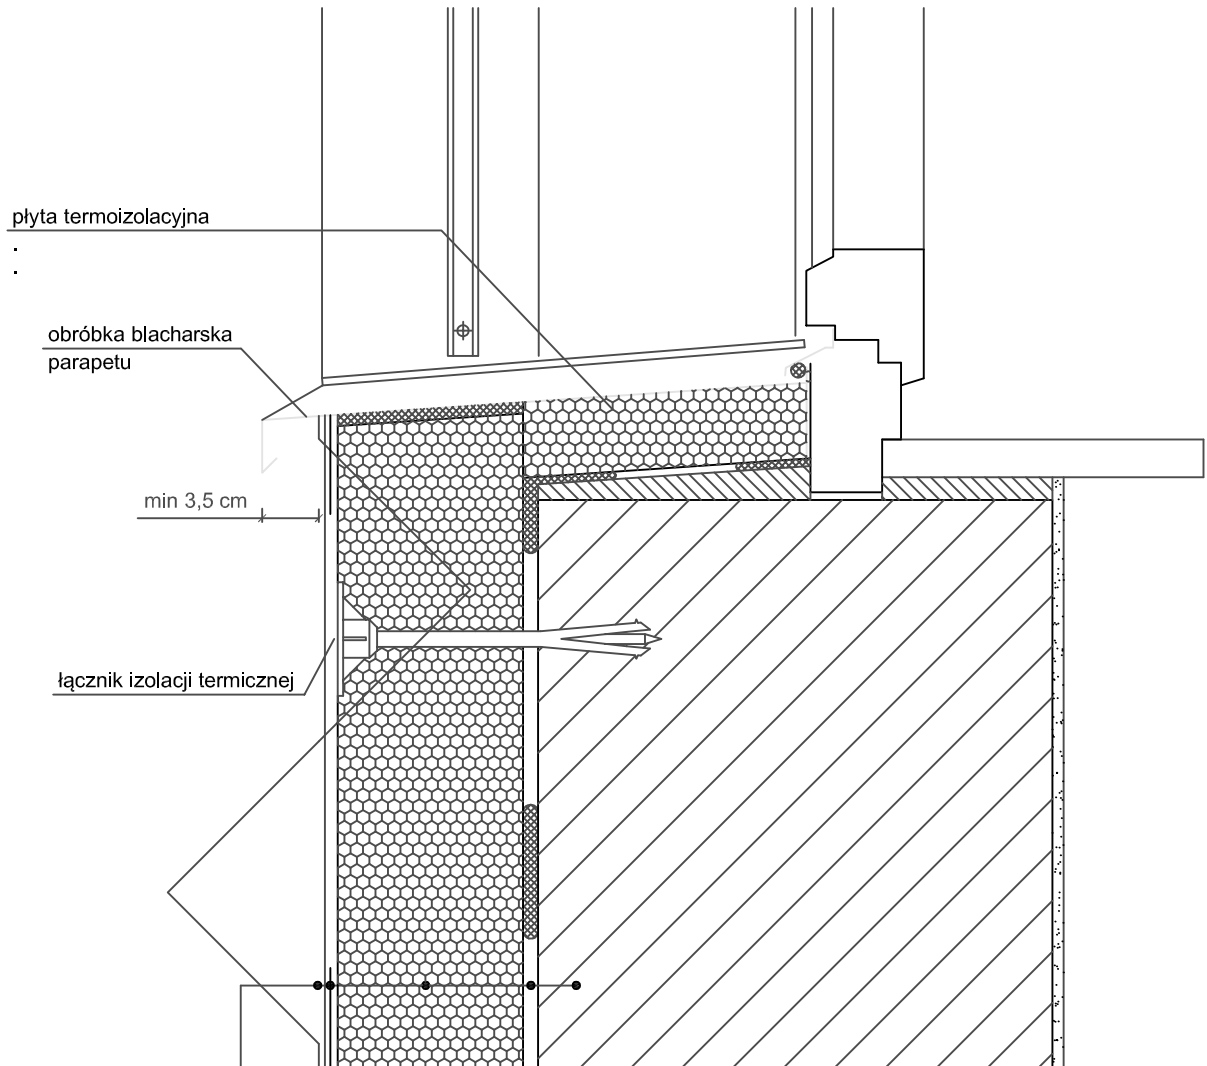 płyta termoizolacyjna
.
.
obróbka blacharska
parapetu
min 3,5 cm
łącznik izolacji termicznej